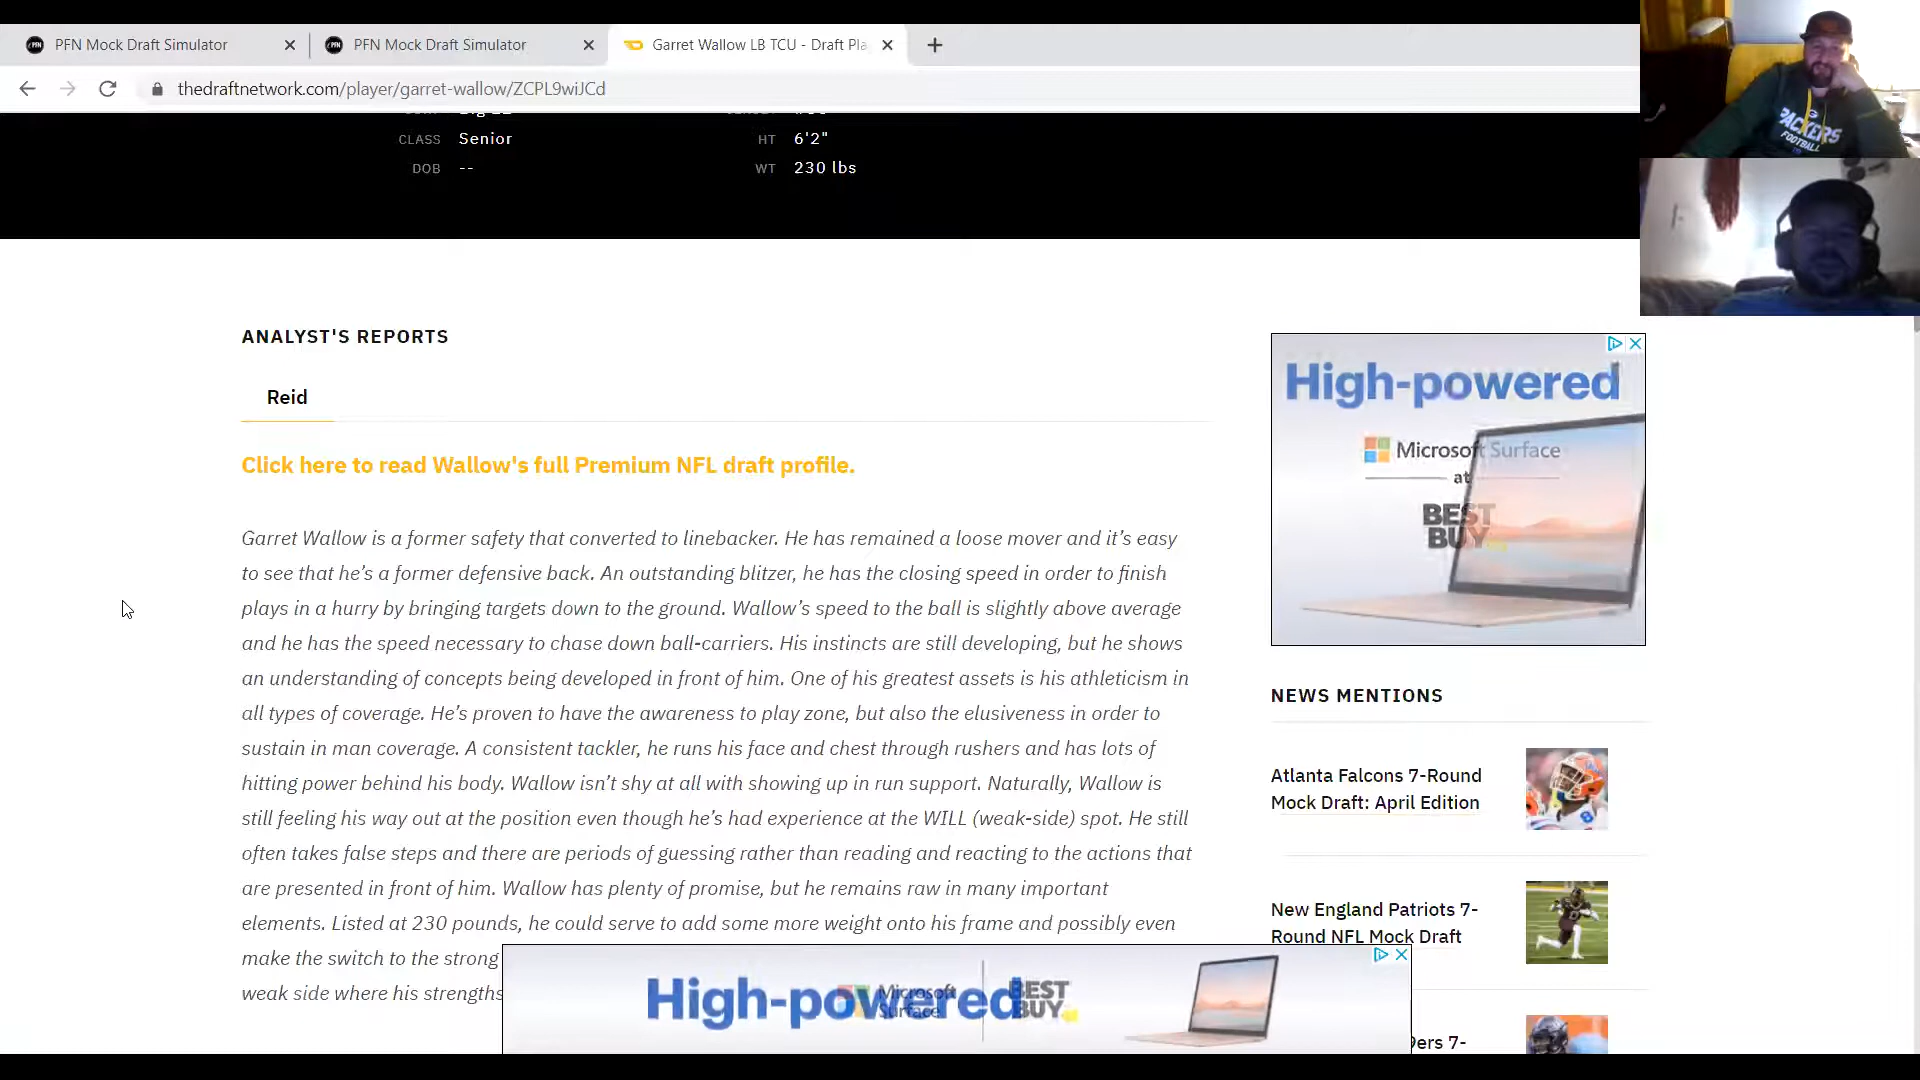 PFN Mock Draft Simulator
PFN Mock Draft Simulator
Garret Wallow LB TCU - Draft Pla
thedraftnetwork.com/player/garret-wallow/ZCPL9wiJCd
CLASS Senior
HT 6'2"
DOB --
WT 230 lbs
PACKERS
FOOTBALL
ANALYST'S REPORTS
Reid
Click here to read Wallow's full Premium NFL draft profile.
Garret Wallow is a former safety that converted to linebacker. He has remained a loose mover and it’s easy
to see that he’s a former defensive back. An outstanding blitzer, he has the closing speed in order to finish
plays in a hurry by bringing targets down to the ground. Wallow’s speed to the ball is slightly above average
and he has the speed necessary to chase down ball-carriers. His instincts are still developing, but he shows
an understanding of concepts being developed in front of him. One of his greatest assets is his athleticism in
all types of coverage. He’s proven to have the awareness to play zone, but also the elusiveness in order to
sustain in man coverage. A consistent tackler, he runs his face and chest through rushers and has lots of
hitting power behind his body. Wallow isn’t shy at all with showing up in run support. Naturally, Wallow is
still feeling his way out at the position even though he’s had experience at the WILL (weak-side) spot. He still
often takes false steps and there are periods of guessing rather than reading and reacting to the actions that
are presented in front of him. Wallow has plenty of promise, but he remains raw in many important
elements. Listed at 230 pounds, he could serve to add some more weight onto his frame and possibly even
make the switch to the strong
weak side where his strengths
High-powered
Microsoft Surface
at
BEST
BUY
NEWS MENTIONS
Atlanta Falcons 7-Round
Mock Draft: April Edition
New England Patriots 7-
Round NFL Mock Draft
9ers 7-
High-powered
Microsoft
Surface
BEST
BUY